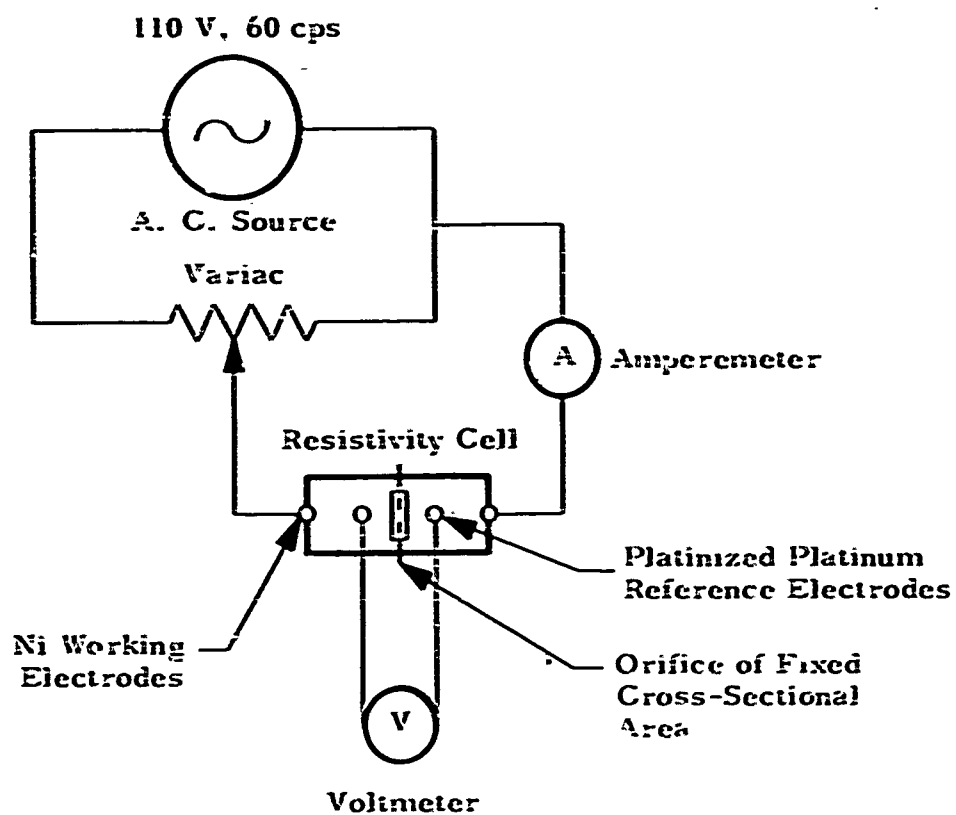 110 V, 60 cps
A. C. Source
Variac
A
Amperemeter
Resistivity Cell
Platinized Platinum
Reference Electrodes
Ni Working
Electrodes
Orifice of Fixed
Cross-Sectional
Area
V
Voltmeter